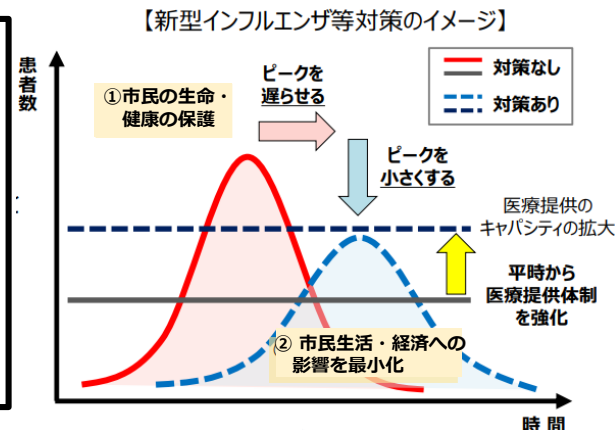 【新型インフルエンザ等対策のイメージ】
患者数
①市民の生命・
健康の保護
ピークを
遅らせる
対策なし
対策あり
ピークを
小さくする
医療提供の
キャパシティの拡大
平時から
医療提供体制
を強化
② 市民生活・経済への
影響を最小化
時 間